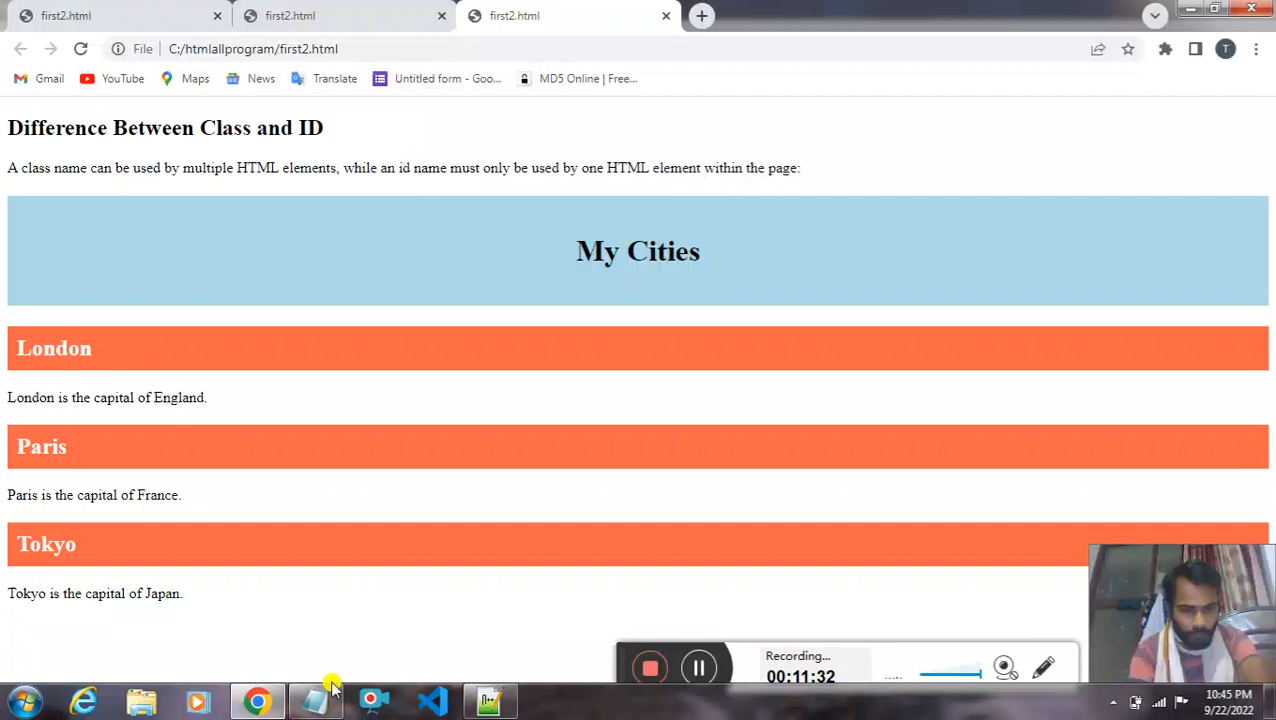 first2.html
first2.html
first2.html
File C:/htmlallprogram/first2.html
T
Gmail YouTube Maps News Translate Untitled form - Goo... MD5 Online | Free...
Difference Between Class and ID
A class name can be used by multiple HTML elements, while an id name must only be used by one HTML element within the page:
My Cities
London
London is the capital of England.
Paris
Paris is the capital of France.
Tokyo
Tokyo is the capital of Japan.
Recording...
00:11:32
10:45 PM
9/22/2022